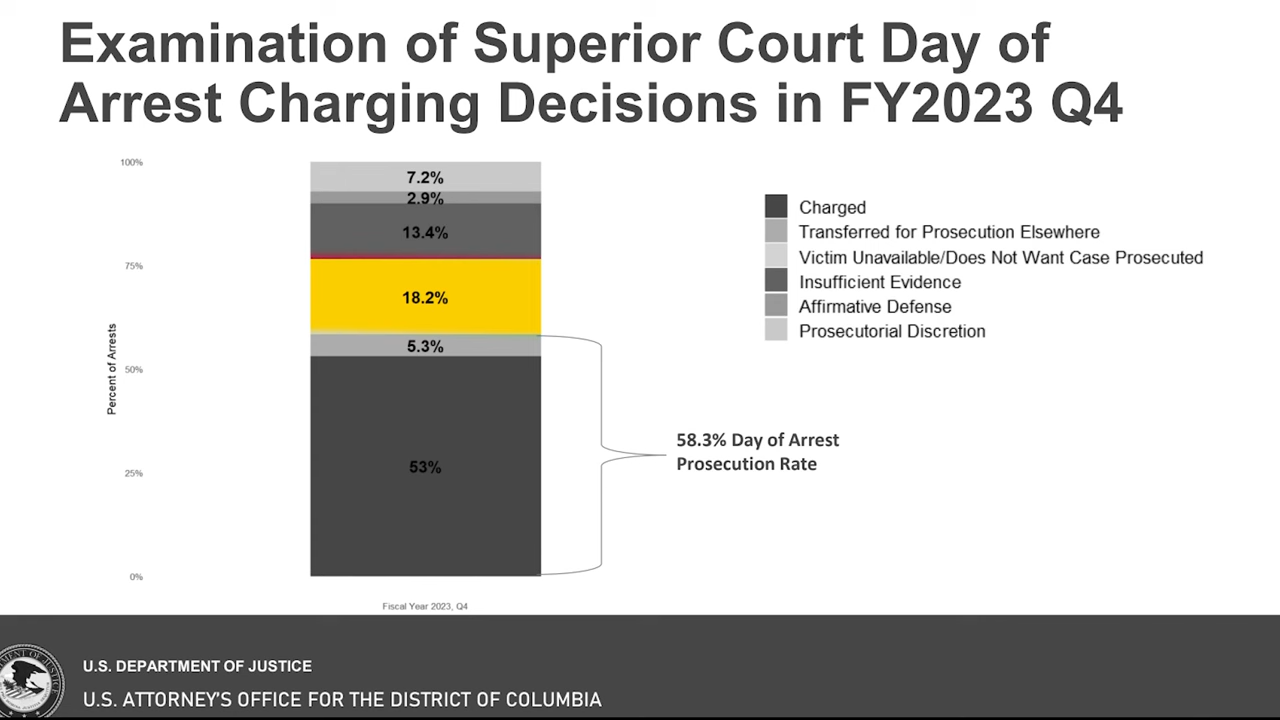 Examination of Superior Court Day of
Arrest Charging Decisions in FY2023 Q4
100%
75%
50%
25%
0%
Percent of Arrests
7.2%
2.9%
13.4%
18.2%
5.3%
53%
Fiscal Year 2023, Q4
Charged
Transferred for Prosecution Elsewhere
Victim Unavailable/Does Not Want Case Prosecuted
Insufficient Evidence
Affirmative Defense
Prosecutorial Discretion
58.3% Day of Arrest
Prosecution Rate
U.S. DEPARTMENT OF JUSTICE
U.S. ATTORNEY'S OFFICE FOR THE DISTRICT OF COLUMBIA